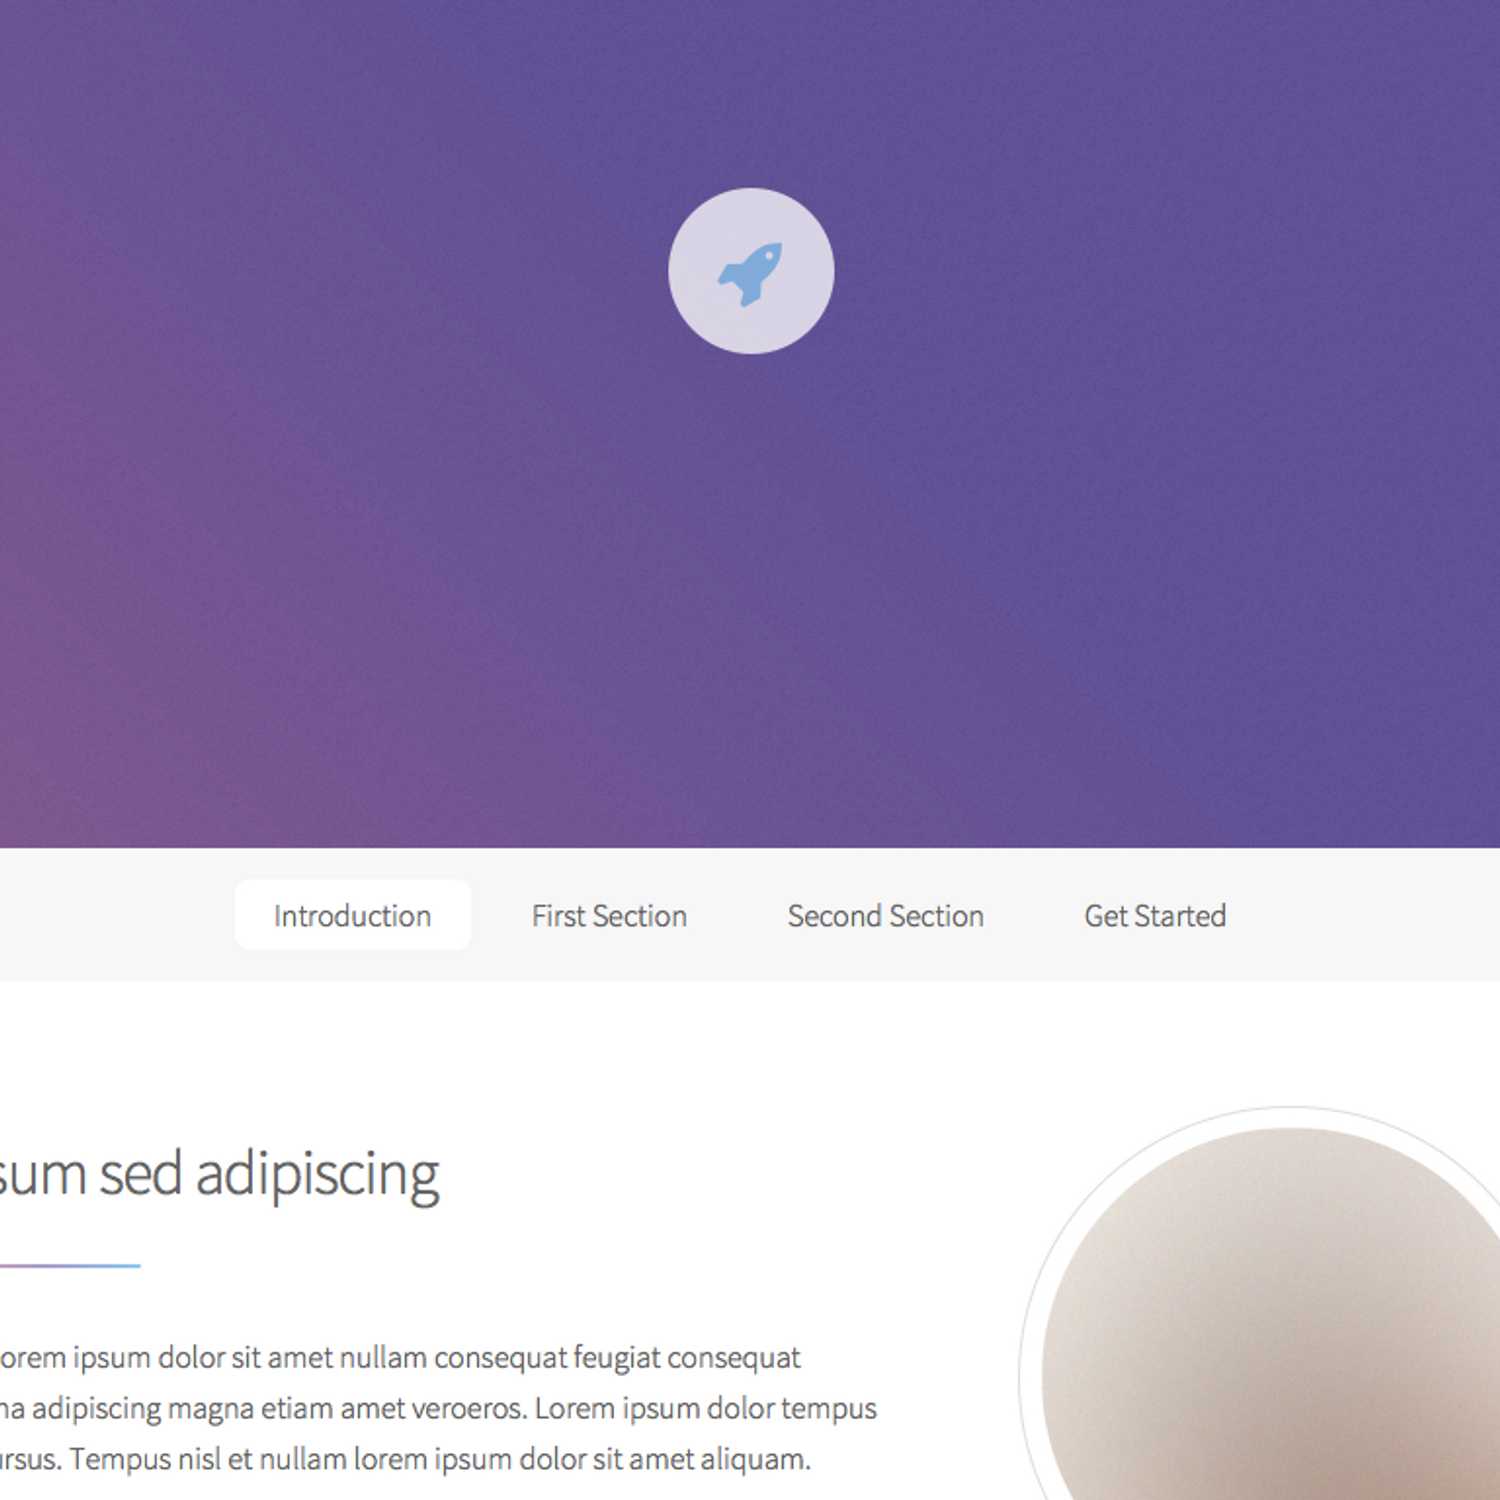 Introduction First Section Second Section Get Started
sum sed adipiscing
orem ipsum dolor sit amet nullam consequat feugiat consequat
na adipiscing magna etiam amet veroeros. Lorem ipsum dolor tempus
ursus. Tempus nisl et nullam lorem ipsum dolor sit amet aliquam.